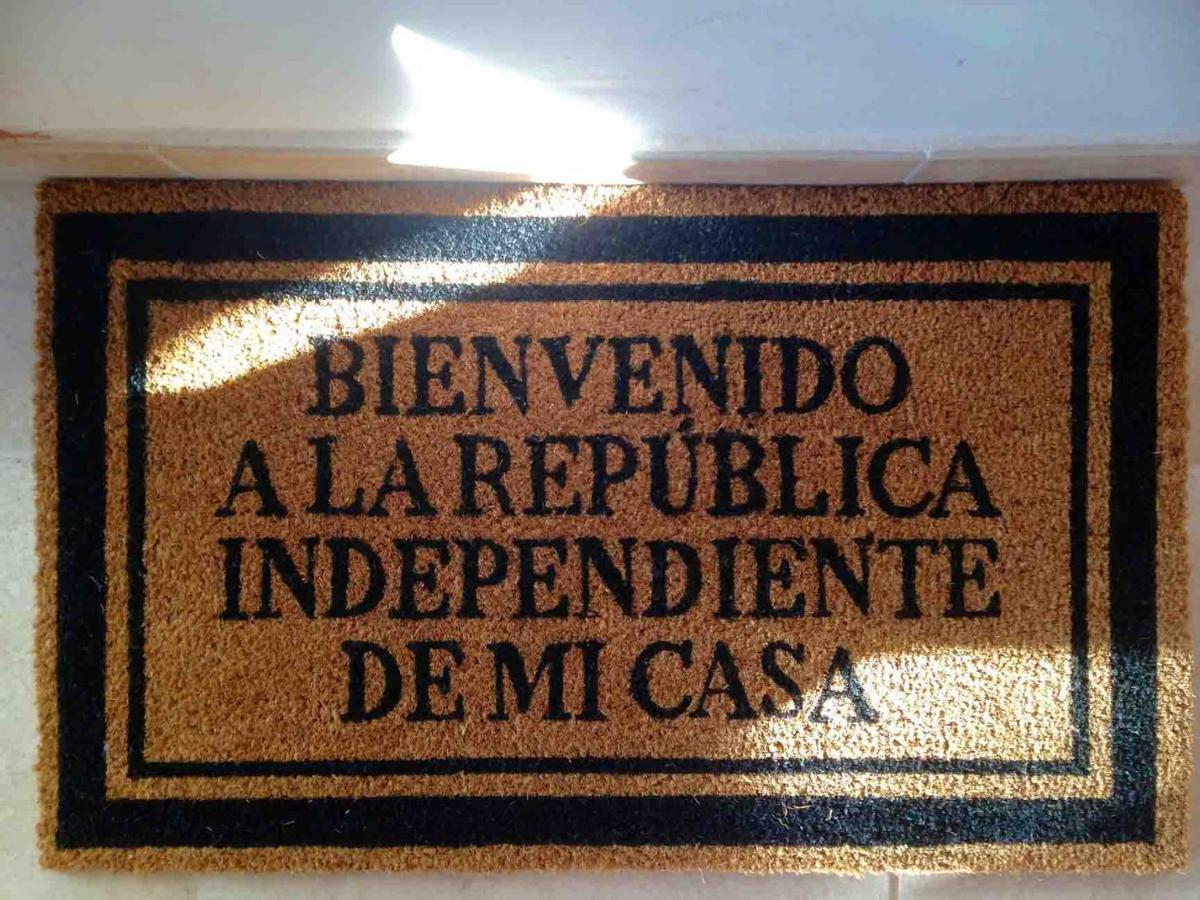 BIENVENIDO
A LA REPÚBLICA
INDEPENDIENTE
DE MI CASA